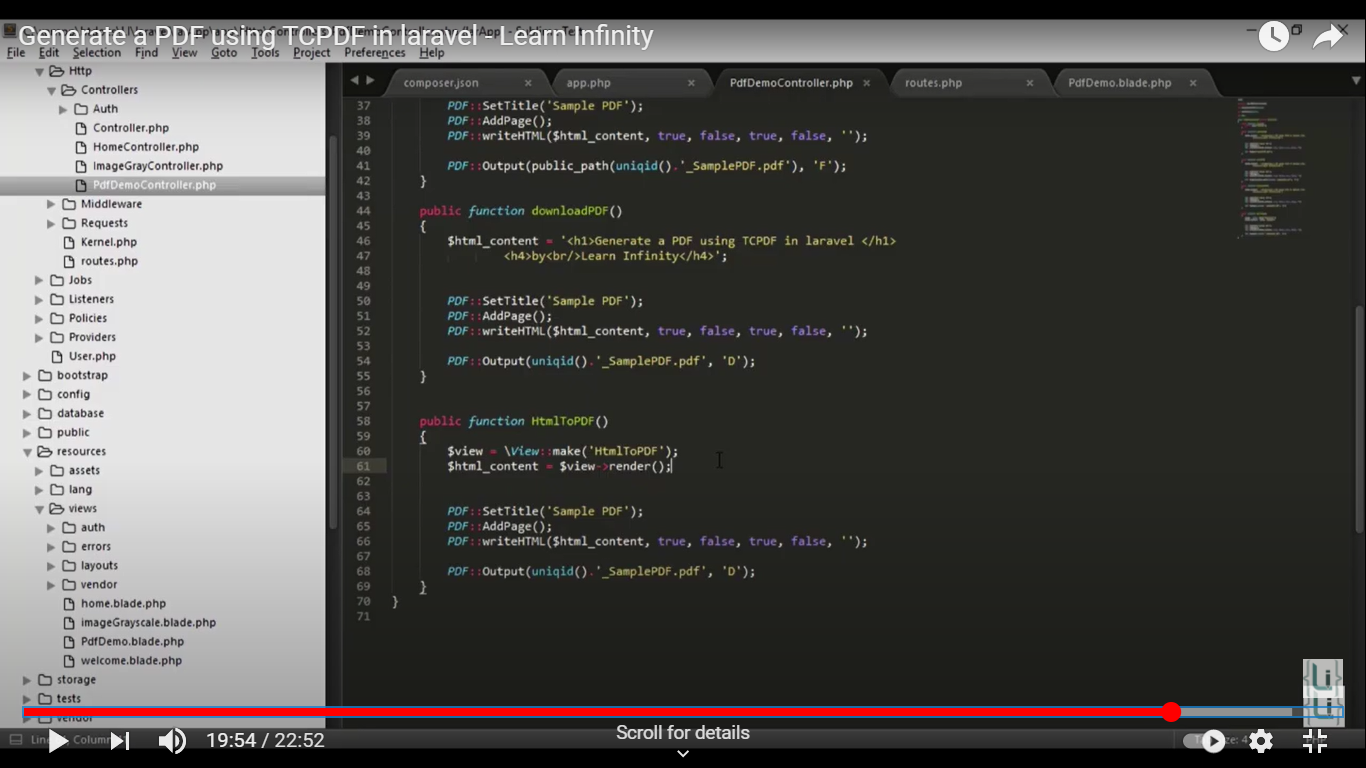 Generate a PDF using TCPDF in laravel - Learn Infinity
File Edit Selection Find View Goto Tools Project Preferences Help
Http
Controllers
Auth
Controller.php
HomeController.php
ImageGrayController.php
PdfDemoController.php
Middleware
Requests
Kernel.php
routes.php
Jobs
Listeners
Policies
Providers
User.php
bootstrap
config
database
public
resources
assets
lang
views
auth
errors
layouts
vendor
home.blade.php
imageGrayscale.blade.php
PdfDemo.blade.php
welcome.blade.php
storage
tests
vendor
composer.json × app.php × PdfDemoController.php × routes.php × PdfDemo.blade.php ×
37 PDF::SetTitle('Sample PDF');
38 PDF::AddPage();
39 PDF::writeHTML($html_content, true, false, true, false, '');
40
41 PDF::Output(public_path(uniqid().'_SamplePDF.pdf'), 'F');
42 }
43
44 public function downloadPDF()
45 {
46 $html_content = '<h1>Generate a PDF using TCPDF in laravel </h1>
47 <h4>by<br/>Learn Infinity</h4>';
48
49
50 PDF::SetTitle('Sample PDF');
51 PDF::AddPage();
52 PDF::writeHTML($html_content, true, false, true, false, '');
53
54 PDF::Output(uniqid().'_SamplePDF.pdf', 'D');
55 }
56
57
58 public function HtmlToPDF()
59 {
60 $view = \View::make('HtmlToPDF');
61 $html_content = $view->render();
62
63
64 PDF::SetTitle('Sample PDF');
65 PDF::AddPage();
66 PDF::writeHTML($html_content, true, false, true, false, '');
67
68 PDF::Output(uniqid().'_SamplePDF.pdf', 'D');
69 }
70 }
71
Li
19:54 / 22:52
Scroll for details